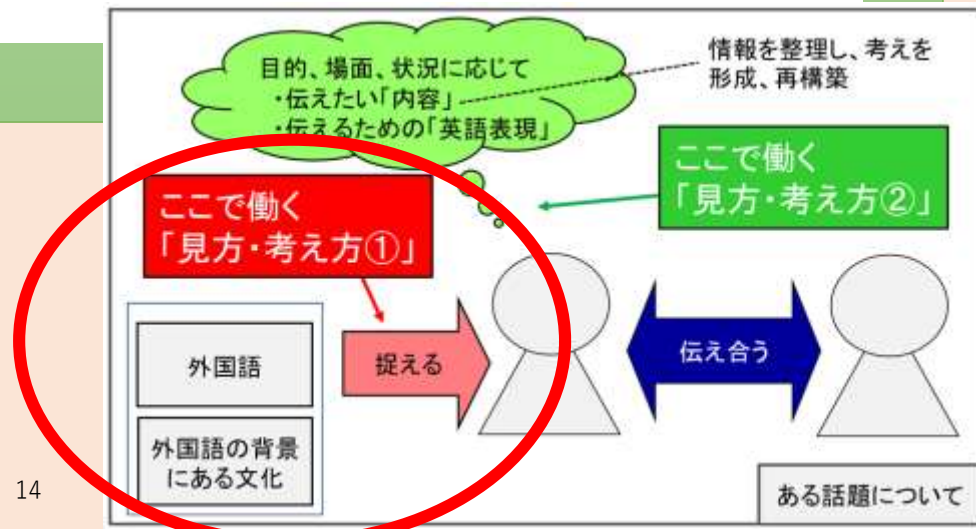 目的、場面、状況に応じて
・伝えたい「内容」
・伝えるための「英語表現」
情報を整理し、考えを
形成、再構築
ここで働く
「見方・考え方①」
ここで働く
「見方・考え方②」
外国語
捉える
伝え合う
外国語の背景
にある文化
ある話題について
14